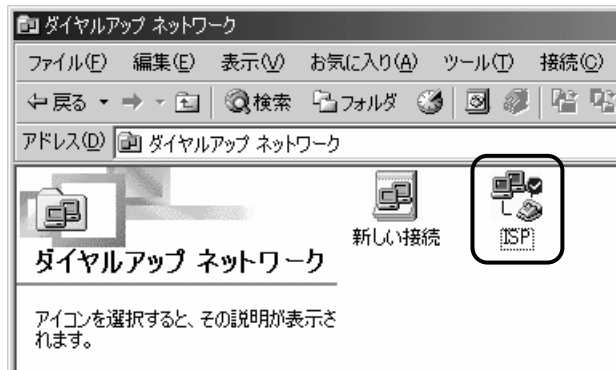 ダイヤルアップ ネットワーク
ファイル(F) 編集(E) 表示(V) お気に入り(A) ツール(T) 接続(C)
戻る 検索 フォルダ
アドレス(D) ダイヤルアップ ネットワーク
新しい接続 ISP
ダイヤルアップ ネットワーク
アイコンを選択すると、その説明が表示さ
れます。